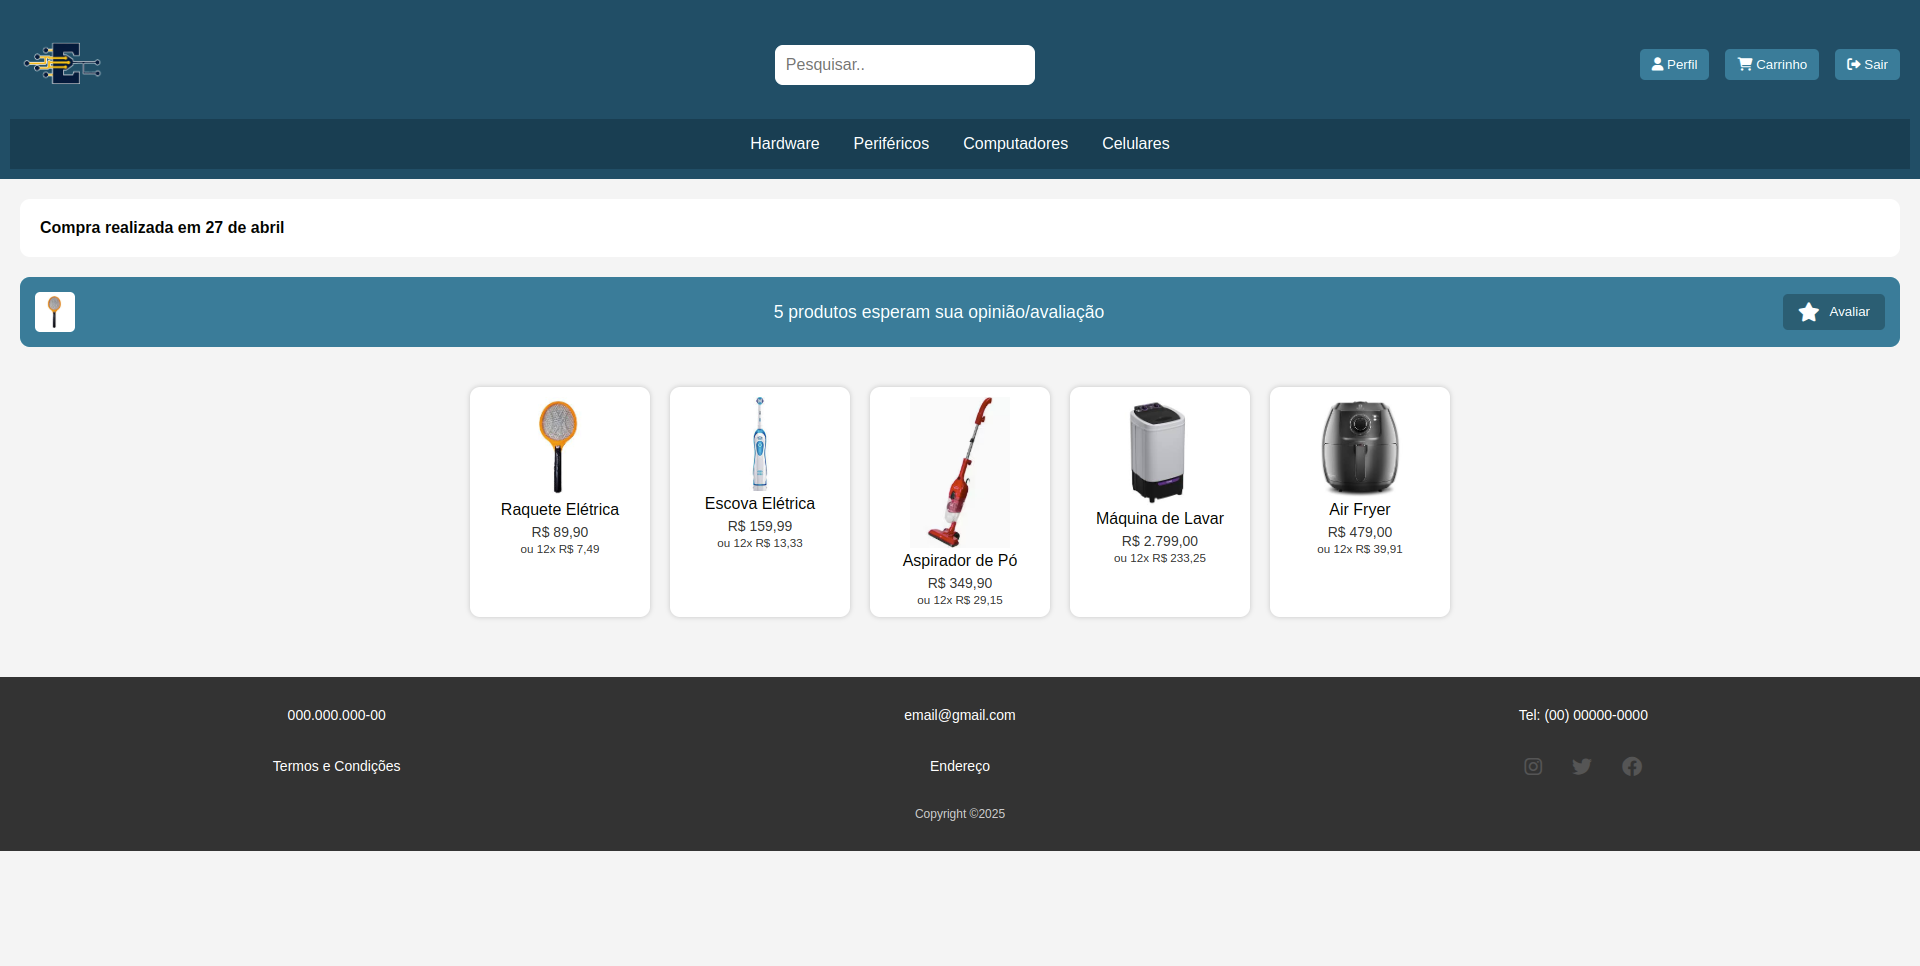 Pesquisar..
Perfil
Carrinho
Sair
Hardware Periféricos Computadores Celulares
Compra realizada em 27 de abril
5 produtos esperam sua opinião/avaliação
Avaliar
Raquete Elétrica
R$ 89,90
ou 12x R$ 7,49
Escova Elétrica
R$ 159,99
ou 12x R$ 13,33
Aspirador de Pó
R$ 349,90
ou 12x R$ 29,15
Máquina de Lavar
R$ 2.799,00
ou 12x R$ 233,25
Air Fryer
R$ 479,00
ou 12x R$ 39,91
000.000.000-00
email@gmail.com
Tel: (00) 00000-0000
Termos e Condições
Endereço
Copyright ©2025